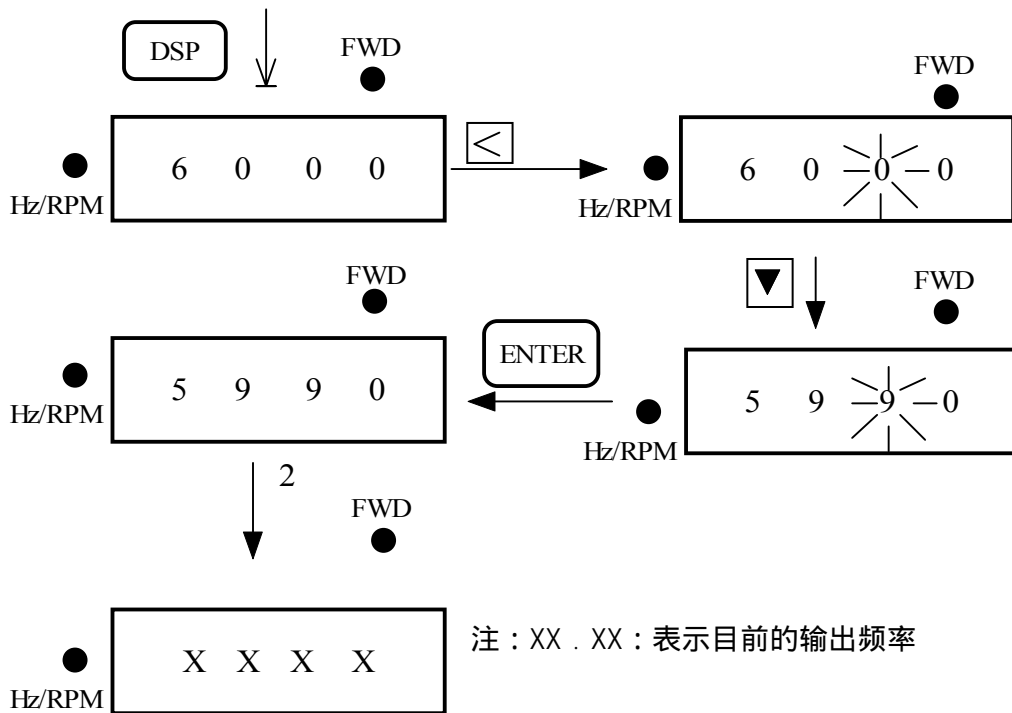 DSP
FWD
6 0 0 0
Hz/RPM
<
FWD
6 0 0 0
Hz/RPM
▼
FWD
5 9 9 0
Hz/RPM
ENTER
FWD
5 9 9 0
Hz/RPM
2
FWD
X X X X
Hz/RPM
注：XX．XX：表示目前的输出频率